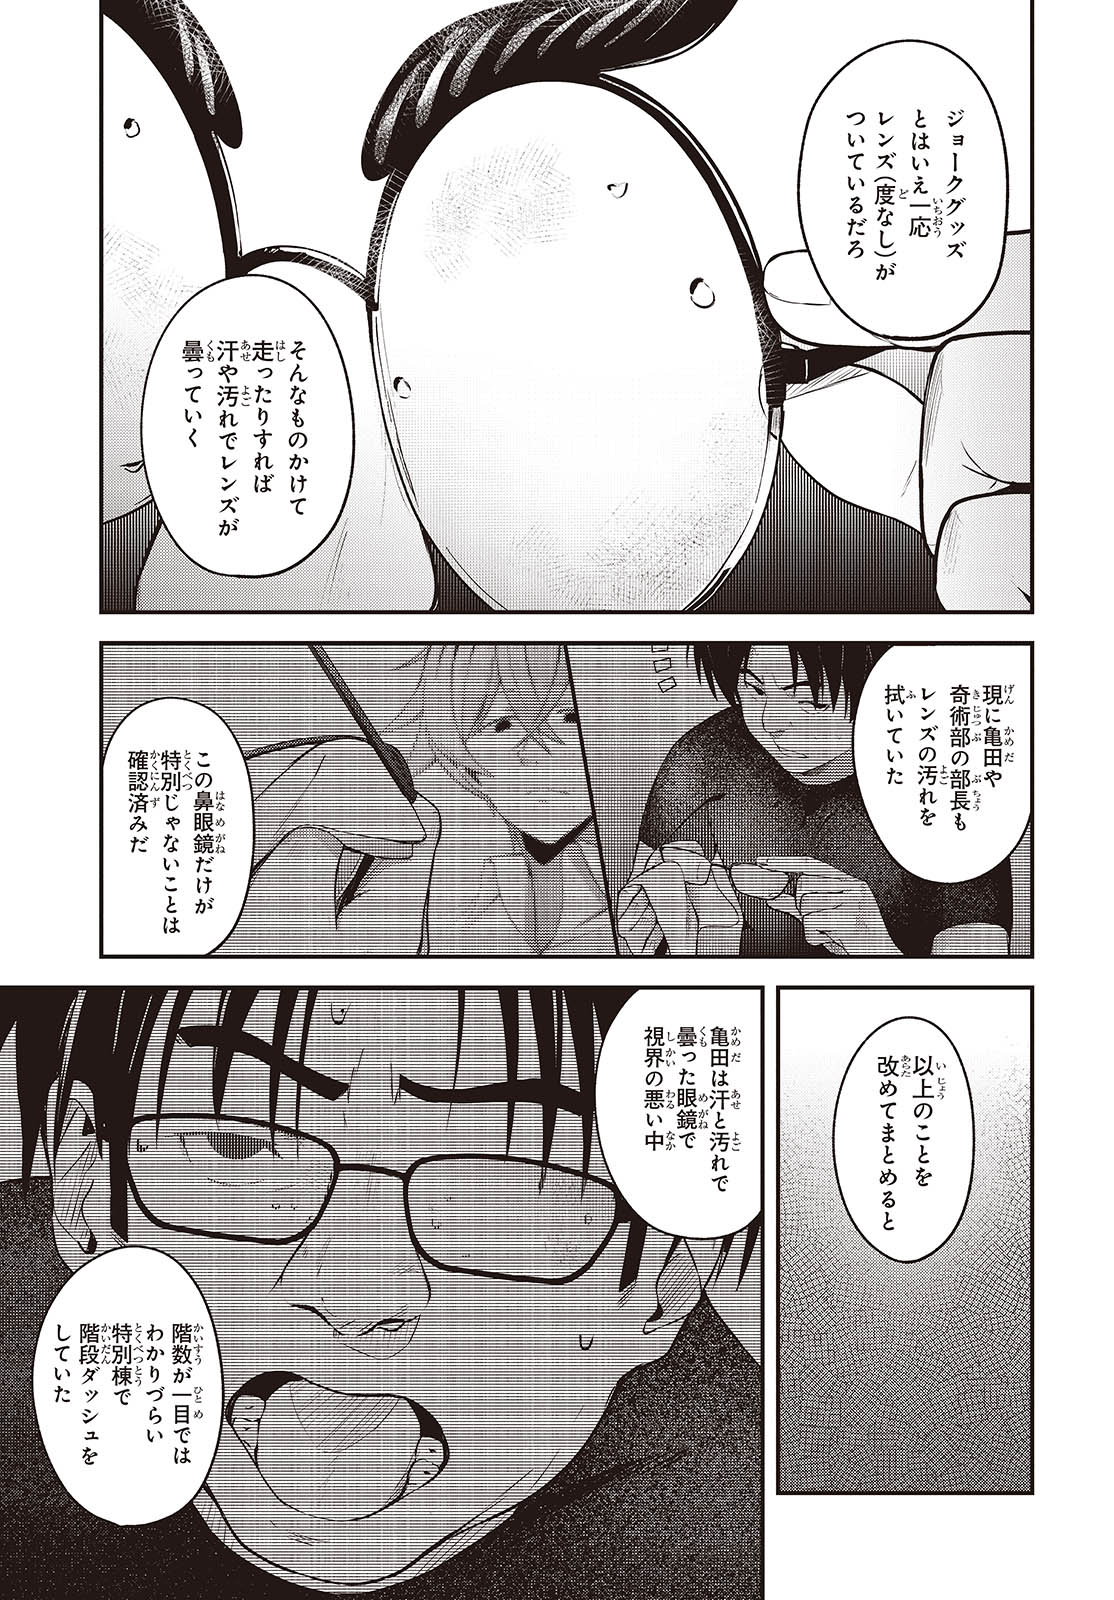 ジョークグッズ
とはいえ一応
レンズ(度なし)が
ついているだろ
そんなものかけて
走ったりすれば
汗や汚れでレンズが
曇っていく
現に亀田や
奇術部の部長も
レンズの汚れを
拭いていた
この鼻眼鏡だけが
特別じゃないことは
確認済みだ
以上のことを
改めてまとめると
亀田は汗と汚れで
曇った眼鏡で
視界の悪い中
階数が一目では
わかりづらい
特別棟で
階段ダッシュを
していた